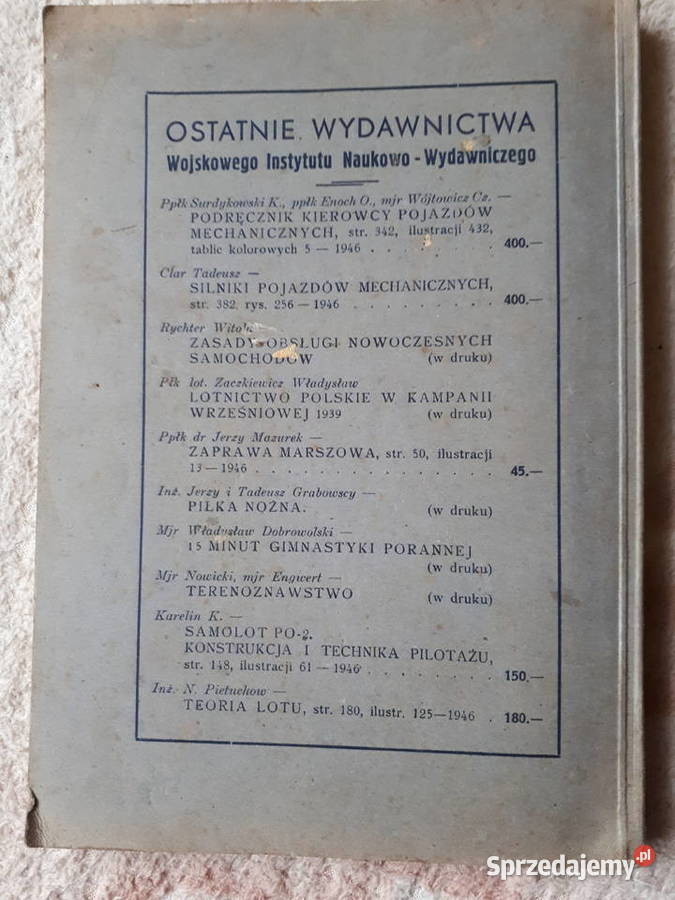 OSTATNIE WYDAWNICTWA
Wojskowego Instytutu Naukowo-Wydawniczego
Ppłk Surdykowski K., ppłk Enoch O., mjr Wójtowicz Cz. —
PODRĘCZNIK KIEROWCY POJAZDÓW
MECHANICZNYCH, str. 342, ilustracji 432,
tablic kolorowych 5 — 1946 . . . . . . . 400.—
Clar Tadeusz —
SILNIKI POJAZDÓW MECHANICZNYCH,
str. 382, rys. 256 — 1946 . . . . . . . . . 400.—
Rychter Witold
ZASADY OBSŁUGI NOWOCZESNYCH
SAMOCHODÓW (w druku)
Płk lot. Zaczkiewicz Władysław
LOTNICTWO POLSKIE W KAMPANII
WRZEŚNIOWEJ 1939 (w druku)
Ppłk dr Jerzy Mazurek —
ZAPRAWA MARSZOWA, str. 50, ilustracji
13 — 1946 . . . . . . . . . . . . . . . 45.—
Inż. Jerzy i Tadeusz Grabowscy —
PIŁKA NOŻNA. (w druku)
Mjr Władysław Dobrowolski —
15 MINUT GIMNASTYKI PORANNEJ
(w druku)
Mjr Nowicki, mjr Engwert —
TERENOZNAWSTWO (w druku)
Karelin K. —
SAMOLOT PO-2.
KONSTRUKCJA I TECHNIKA PILOTAŻU,
str. 148, ilustracji 61 — 1946 . . . . . . . . 150.—
Inż. N. Pietuchow —
TEORIA LOTU, str. 180, ilustr. 125—1946 . 180.—
Sprzedajemy.pl